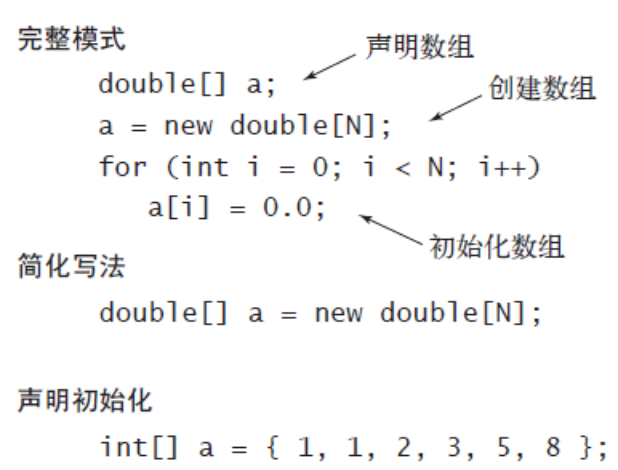 完整模式
声明数组
double[] a;
创建数组
a = new double[N];
for (int i = 0; i < N; i++)
a[i] = 0.0;
初始化数组
简化写法
double[] a = new double[N];
声明初始化
int[] a = { 1, 1, 2, 3, 5, 8 };